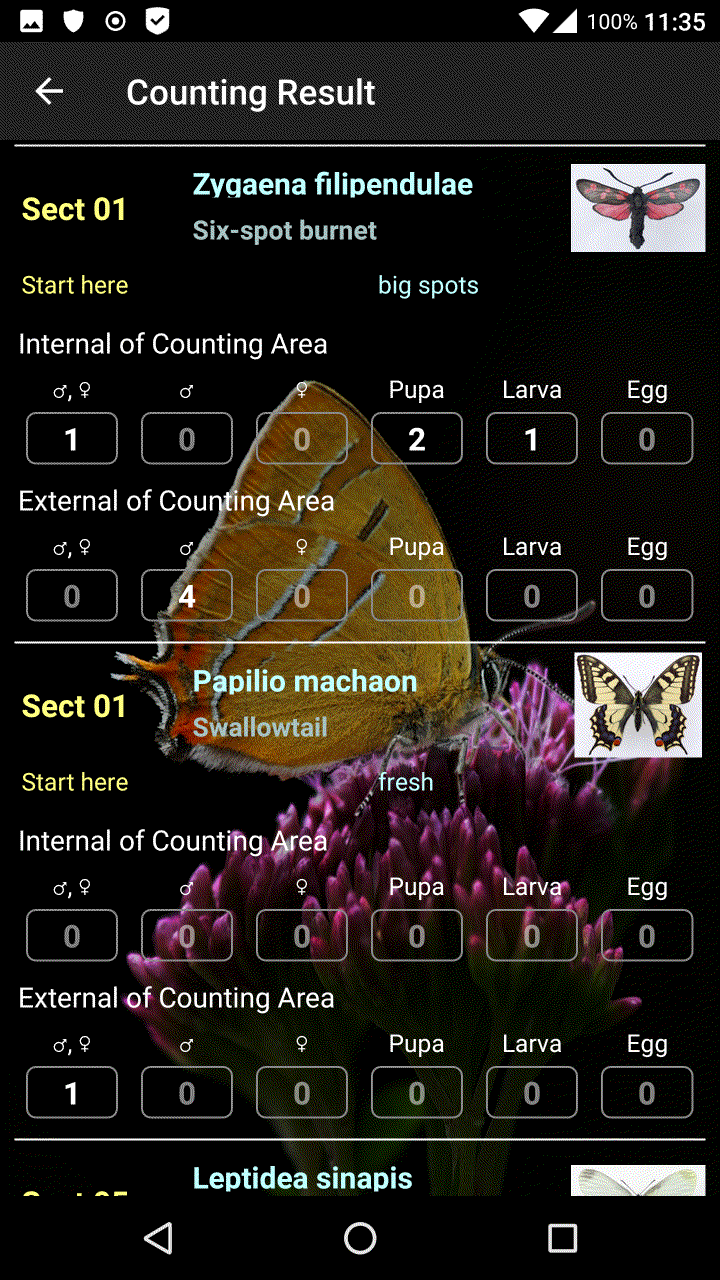 100% 11:35
Counting Result
Sect 01
Zygaena filipendulae
Six-spot burnet
Start here big spots
Internal of Counting Area
♂, ♀ ♂ ♀ Pupa Larva Egg
1 0 0 2 1 0
External of Counting Area
♂, ♀ ♂ ♀ Pupa Larva Egg
0 4 0 0 0 0
Sect 01
Papilio machaon
Swallowtail
Start here fresh
Internal of Counting Area
♂, ♀ ♂ ♀ Pupa Larva Egg
0 0 0 0 0 0
External of Counting Area
♂, ♀ ♂ ♀ Pupa Larva Egg
1 0 0 0 0 0
Leptidea sinapis